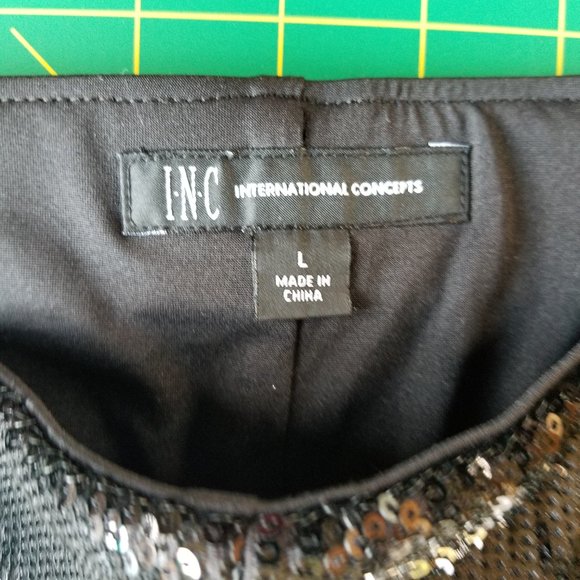 I·N·C INTERNATIONAL CONCEPTS
L
MADE IN
CHINA